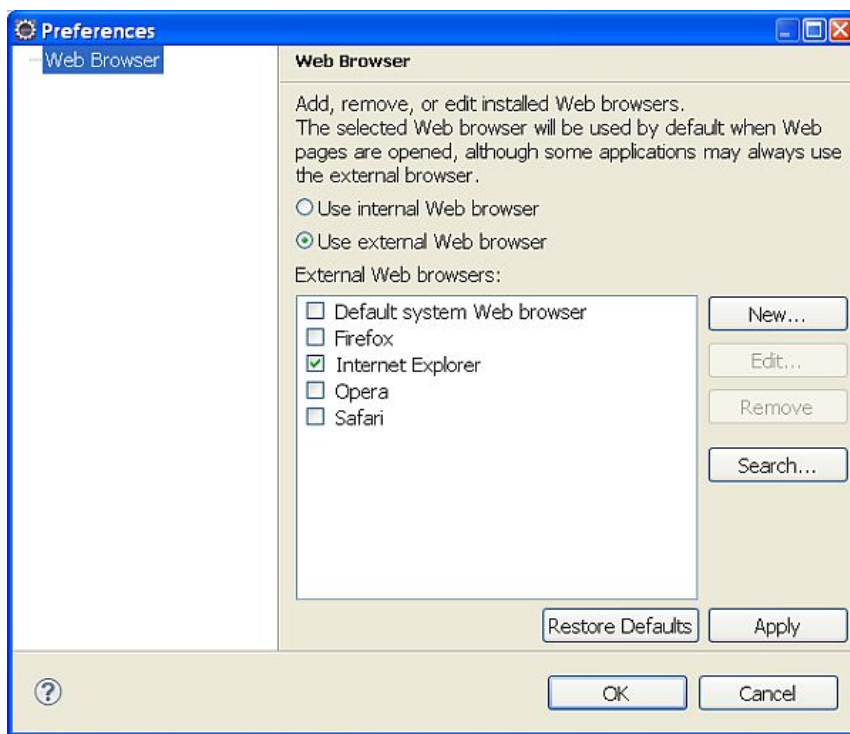 Preferences
Web Browser
Web Browser
Add, remove, or edit installed Web browsers.
The selected Web browser will be used by default when Web
pages are opened, although some applications may always use
the external browser.
Use internal Web browser
Use external Web browser
External Web browsers:
Default system Web browser
Firefox
Internet Explorer
Opera
Safari
New...
Edit...
Remove
Search...
Restore Defaults
Apply
?
OK
Cancel